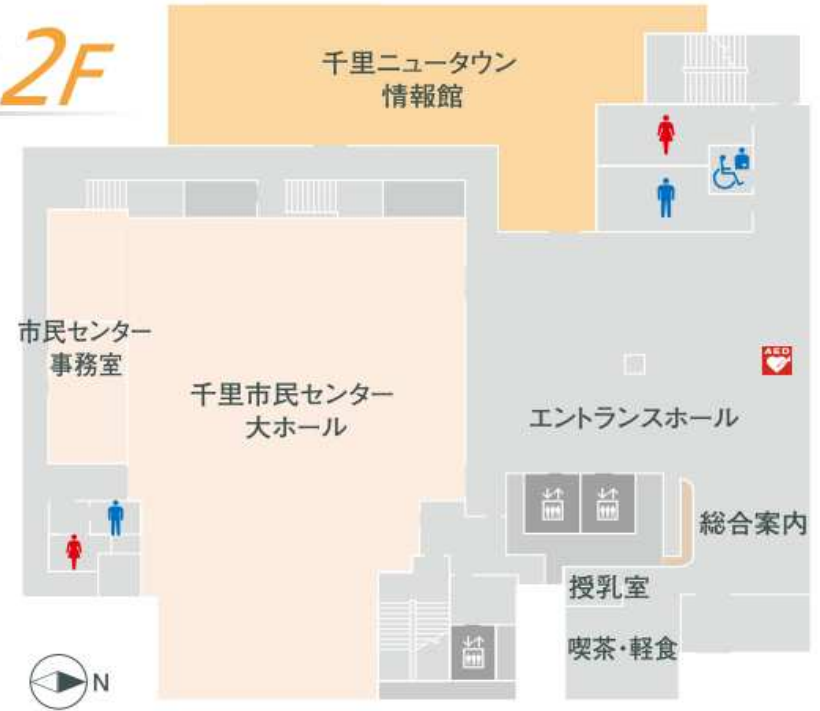 2F
千里ニュータウン
情報館
市民センター
事務室
千里市民センター
大ホール
AED
エントランスホール
総合案内
授乳室
喫茶・軽食
N